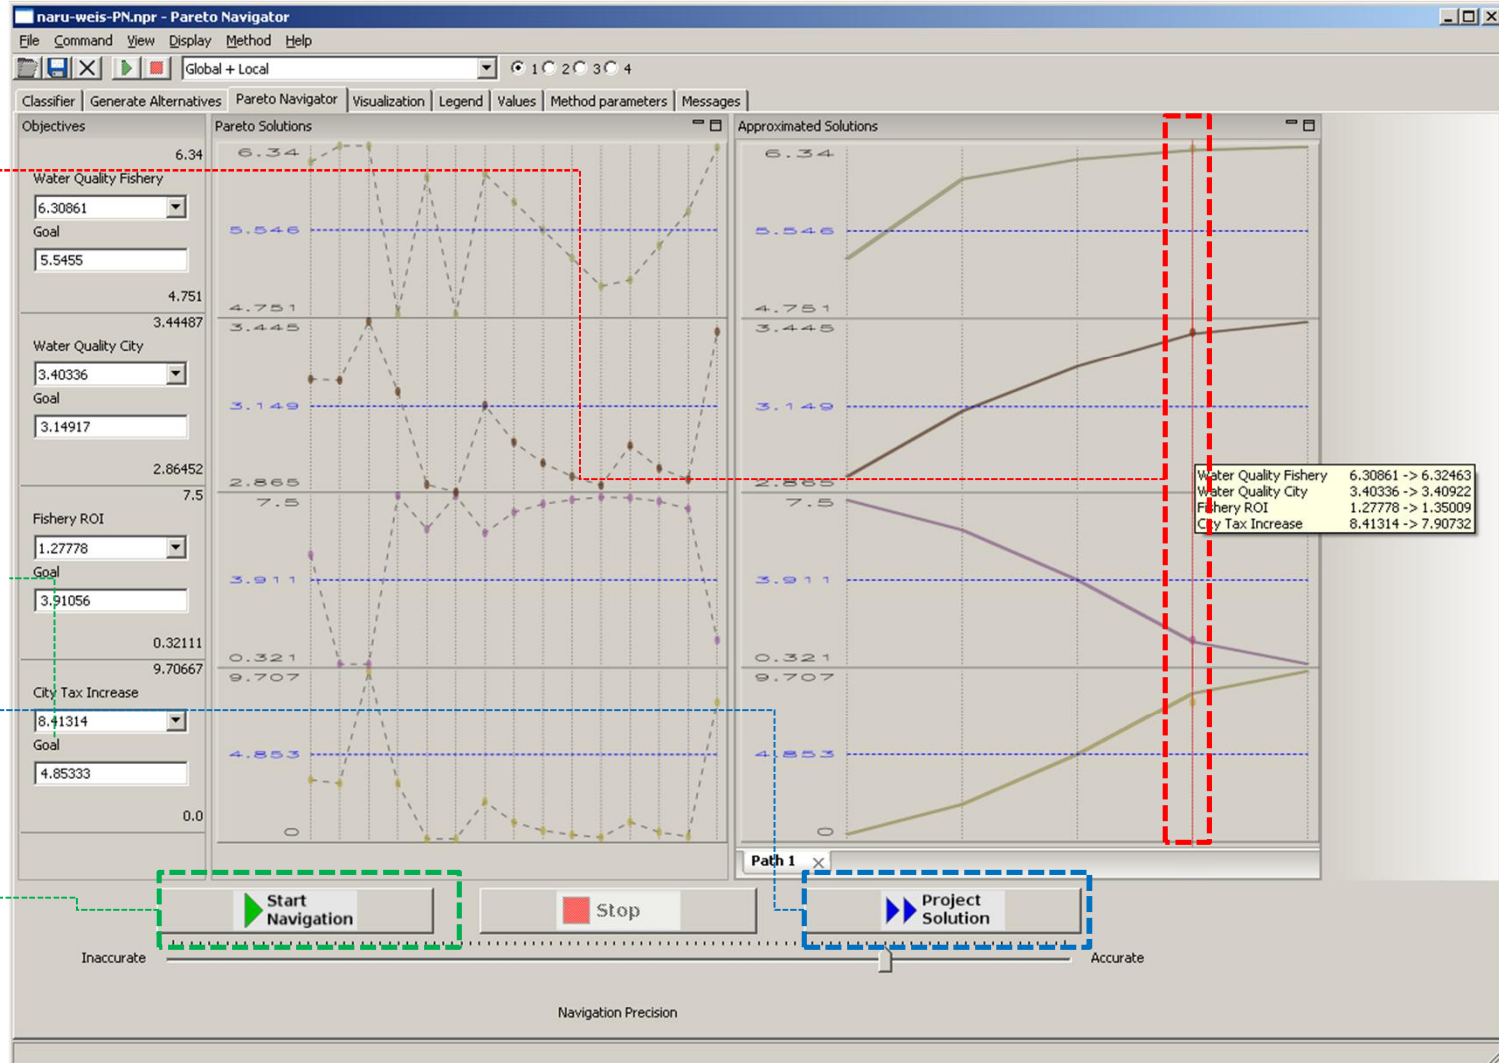 naru-weis-PN.npr - Pareto Navigator
File Command View Display Method Help
Global + Local 1 2 3 4
Classifier Generate Alternatives Pareto Navigator Visualization Legend Values Method parameters Messages
Objectives
6.34
Water Quality Fishery
6.30861
Goal
5.5455
4.751
3.44487
Water Quality City
3.40336
Goal
3.14917
2.86452
7.5
Fishery ROI
1.27778
Goal
3.91056
0.32111
9.70667
City Tax Increase
8.41314
Goal
4.85333
0.0
Pareto Solutions
6.34
5.546
4.751
3.445
3.149
2.865
7.5
3.911
0.321
9.707
4.853
0
Approximated Solutions
6.34
5.546
4.751
3.445
3.149
2.865
7.5
3.911
0.321
9.707
4.853
0
Water Quality Fishery 6.30861 -> 6.32463
Water Quality City 3.40336 -> 3.40922
Fishery ROI 1.27778 -> 1.35009
City Tax Increase 8.41314 -> 7.90732
Path 1
Start
Navigation
Stop
Project
Solution
Inaccurate
Accurate
Navigation Precision